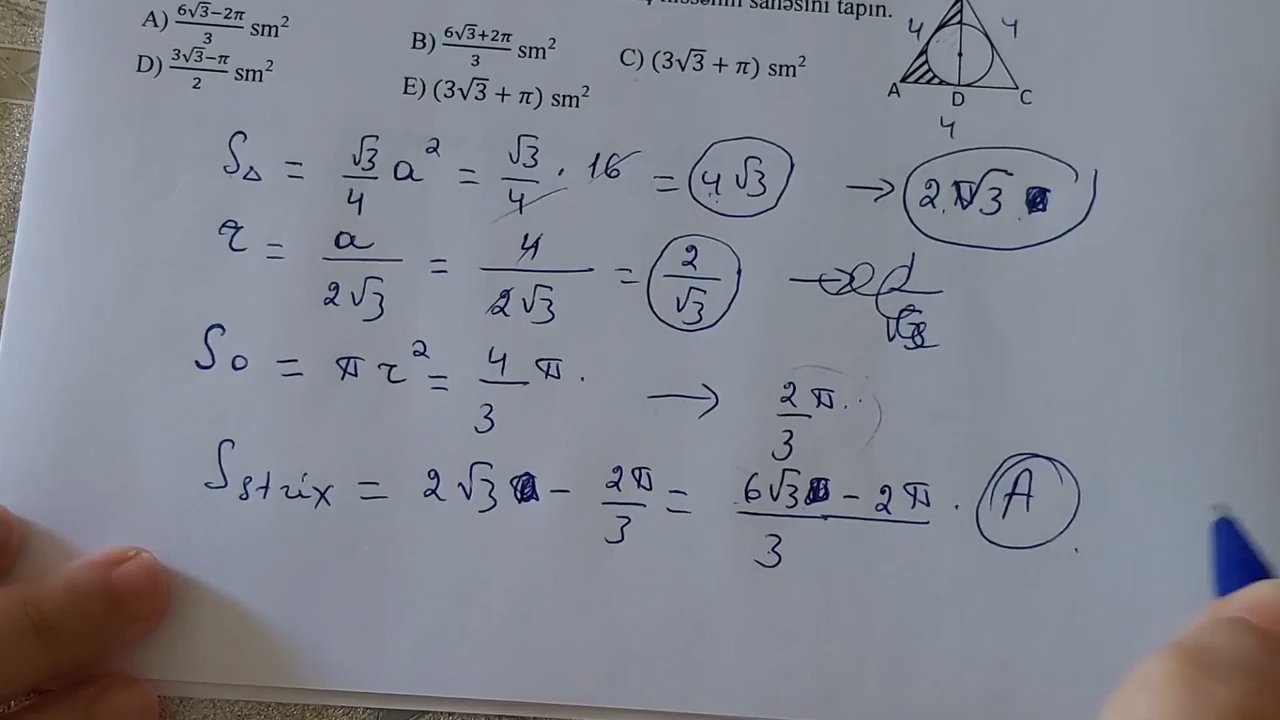 sahəsini tapın.
A) (6√3−2π)/3 sm²
B) (6√3+2π)/3 sm²
C) (3√3 + π) sm²
D) (3√3−π)/2 sm²
E) (3√3 + π) sm²
4 4
A D C
4
S△ = √3/4 a² = √3/4 · 16 = 4√3 → 2√3
r = a/(2√3) = 4/(2√3) = 2/√3 →
S○ = πr² = 4/3 π. → 2/3 π.
Sştrix = 2√3 − 2π/3 = (6√3 − 2π)/3 . A